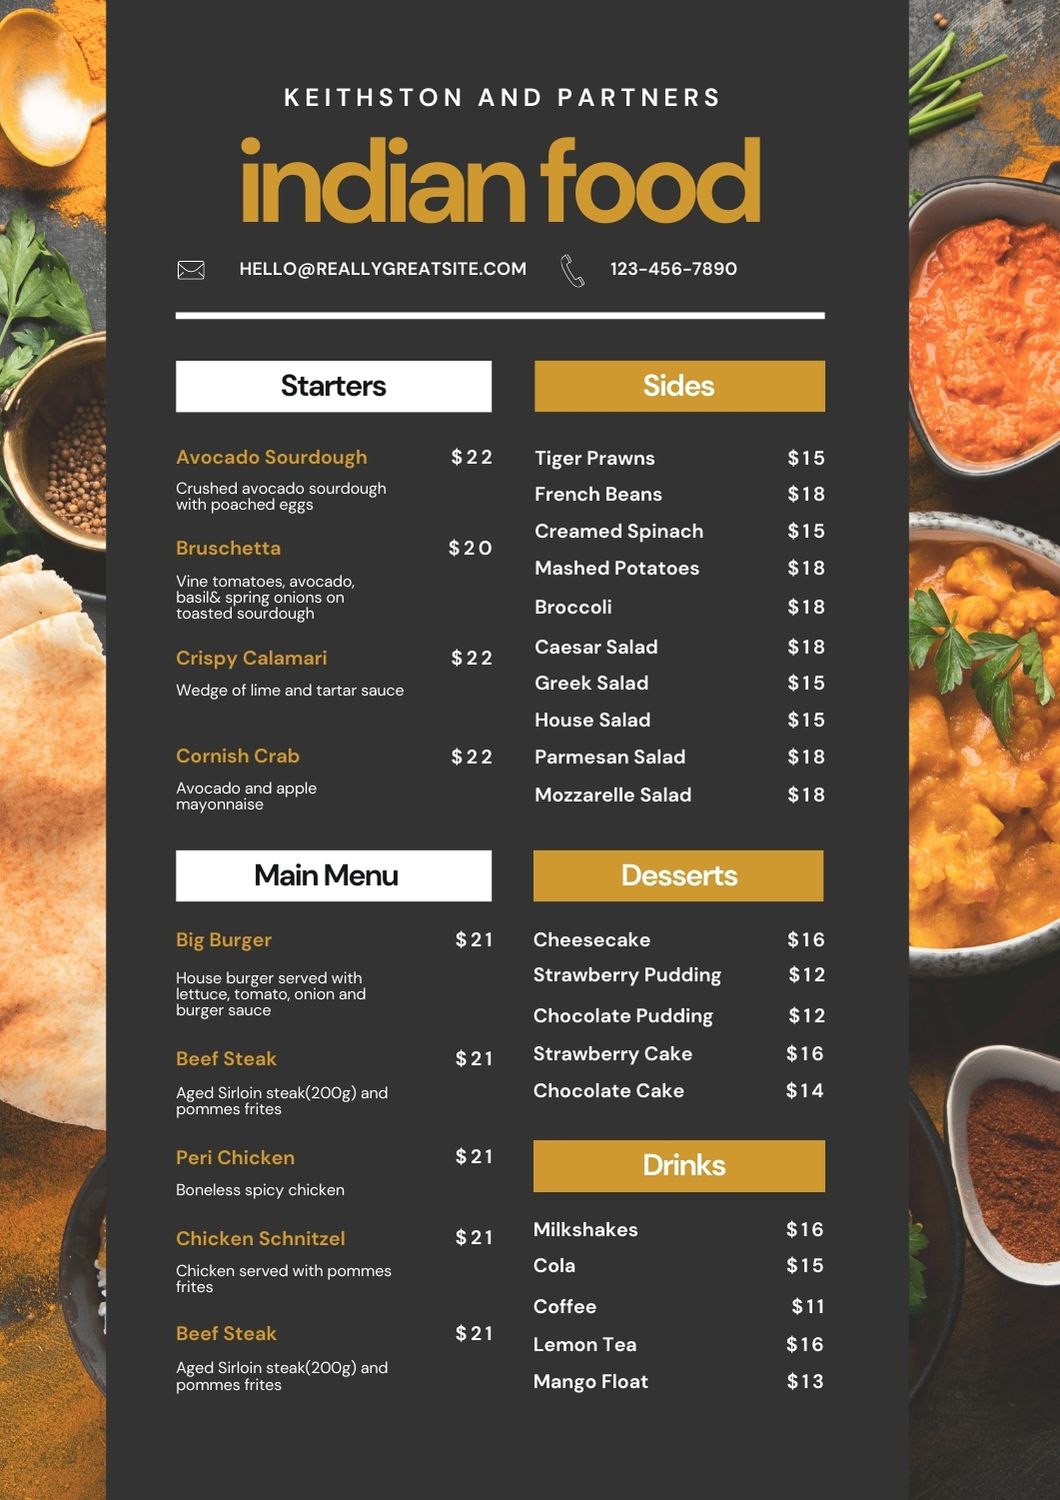 KEITHSTON AND PARTNERS
indian food
HELLO@REALLYGREATSITE.COM 123-456-7890
Starters
Avocado Sourdough $22
Crushed avocado sourdough
with poached eggs
Bruschetta $20
Vine tomatoes, avocado,
basil& spring onions on
toasted sourdough
Crispy Calamari $22
Wedge of lime and tartar sauce
Cornish Crab $22
Avocado and apple
mayonnaise
Main Menu
Big Burger $21
House burger served with
lettuce, tomato, onion and
burger sauce
Beef Steak $21
Aged Sirloin steak(200g) and
pommes frites
Peri Chicken $21
Boneless spicy chicken
Chicken Schnitzel $21
Chicken served with pommes
frites
Beef Steak $21
Aged Sirloin steak(200g) and
pommes frites
Sides
Tiger Prawns $15
French Beans $18
Creamed Spinach $15
Mashed Potatoes $18
Broccoli $18
Caesar Salad $18
Greek Salad $15
House Salad $15
Parmesan Salad $18
Mozzarelle Salad $18
Desserts
Cheesecake $16
Strawberry Pudding $12
Chocolate Pudding $12
Strawberry Cake $16
Chocolate Cake $14
Drinks
Milkshakes $16
Cola $15
Coffee $11
Lemon Tea $16
Mango Float $13